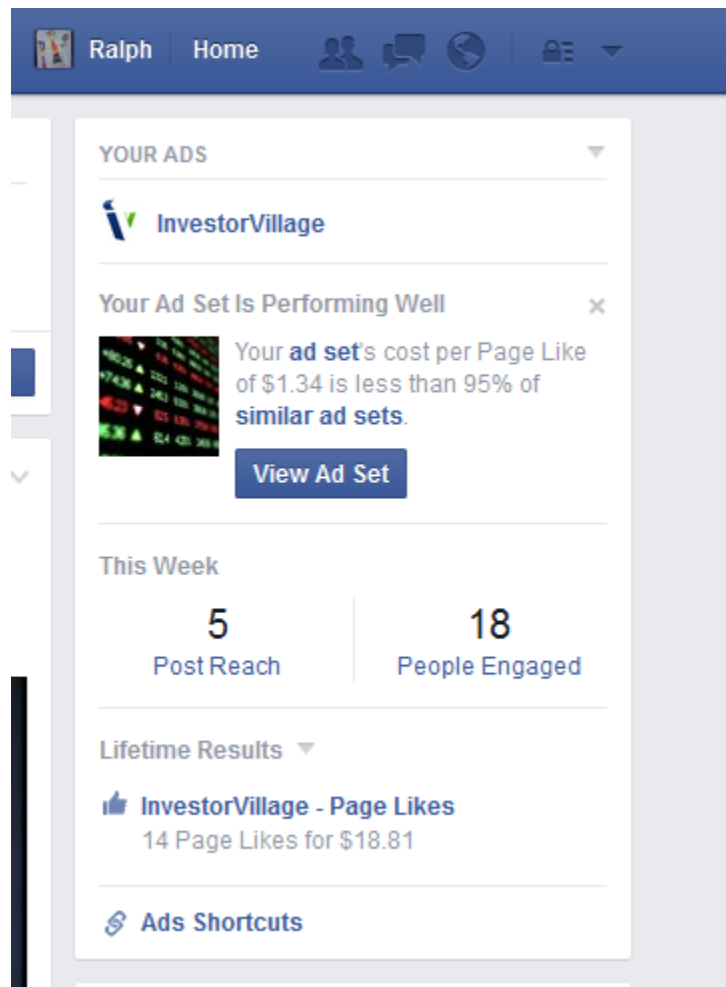 Ralph Home
YOUR ADS
InvestorVillage
Your Ad Set Is Performing Well
Your ad set's cost per Page Like
of $1.34 is less than 95% of
similar ad sets.
View Ad Set
This Week
5 18
Post Reach People Engaged
Lifetime Results
InvestorVillage - Page Likes
14 Page Likes for $18.81
Ads Shortcuts